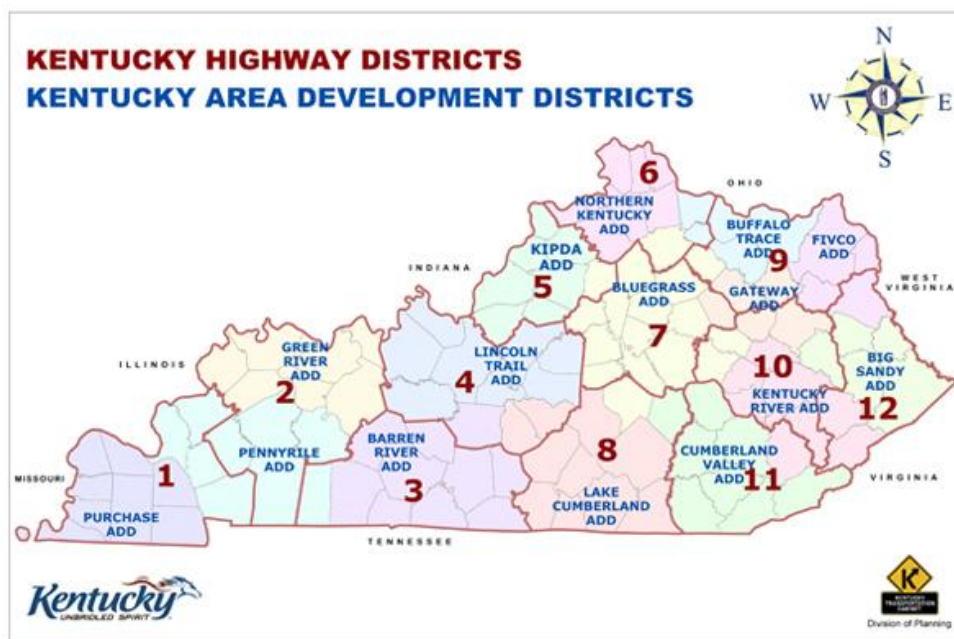 KENTUCKY HIGHWAY DISTRICTS
KENTUCKY AREA DEVELOPMENT DISTRICTS
N
W
E
S
6
OHIO
NORTHERN
KENTUCKY
ADD
BUFFALO
TRACE
ADD
9
FIVCO
ADD
KIPDA
ADD
5
INDIANA
WEST
VIRGINIA
BLUEGRASS
ADD
7
GATEWAY
ADD
GREEN
RIVER
ADD
2
ILLINOIS
LINCOLN
TRAIL
ADD
4
10
KENTUCKY
RIVER ADD
BIG
SANDY
ADD
12
BARREN
RIVER
ADD
3
PENNYRILE
ADD
8
LAKE
CUMBERLAND
ADD
CUMBERLAND
VALLEY
ADD
11
VIRGINIA
MISSOURI
1
PURCHASE
ADD
TENNESSEE
Kentucky
UNBRIDLED SPIRIT
K
KENTUCKY
TRANSPORTATION
CABINET
Division of Planning